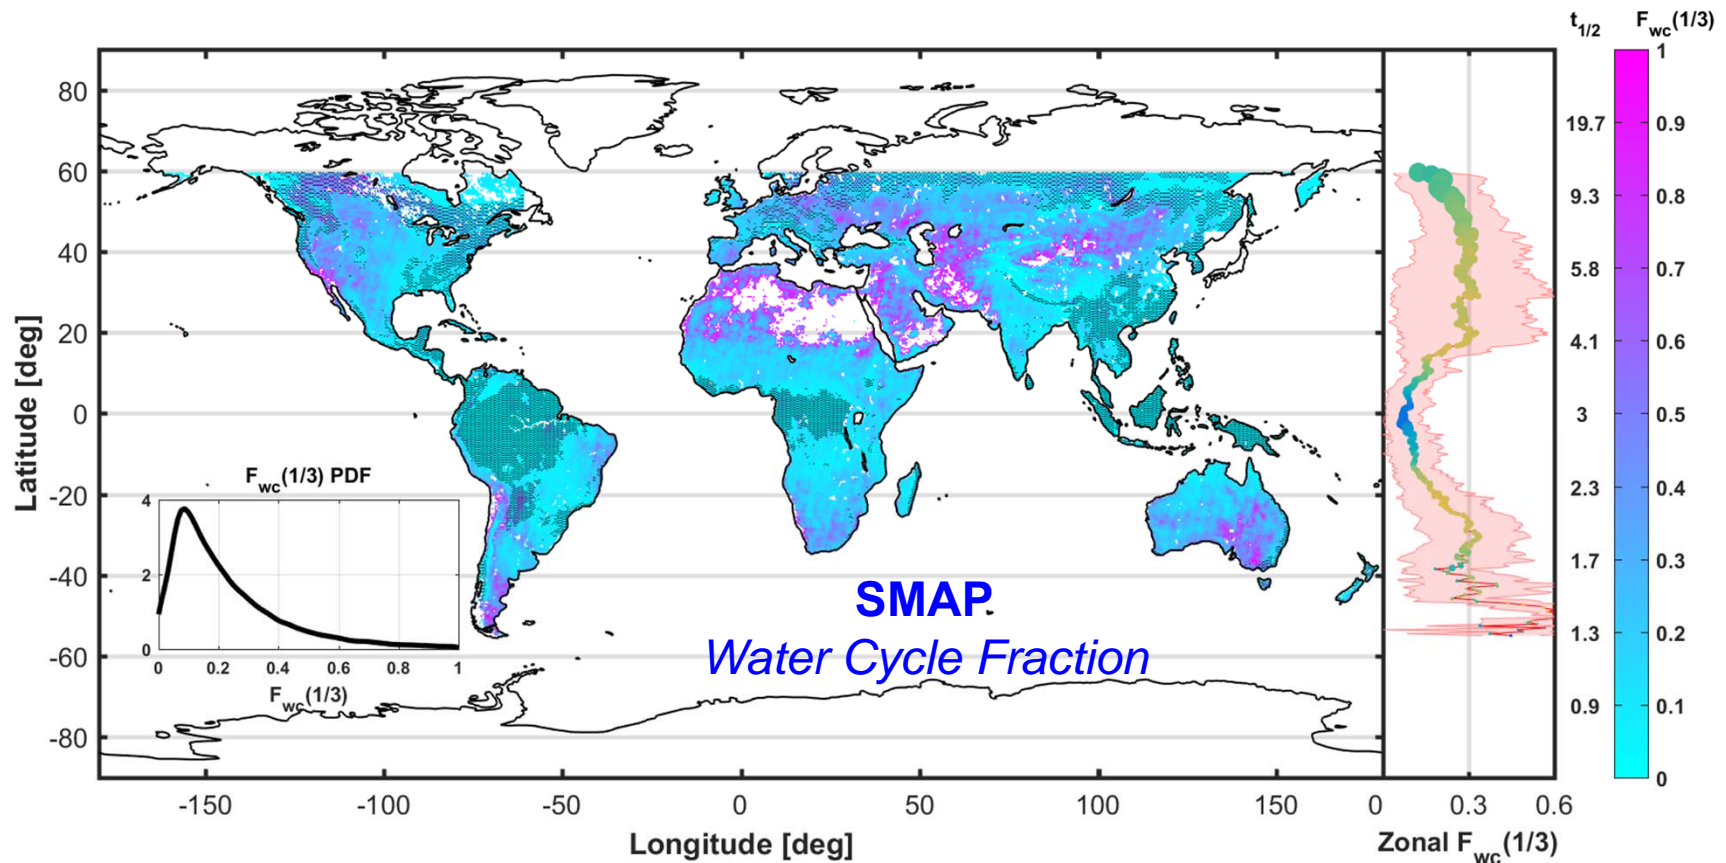 t1/2 Fwc(1/3)
80
60
40
20
0
-20
-40
-60
-80
Latitude [deg]
-150 -100 -50 0 50 100 150
Longitude [deg]
Fwc(1/3) PDF
4
2
0
0 0.2 0.4 0.6 0.8 1
Fwc(1/3)
SMAP
Water Cycle Fraction
0 0.3 0.6
Zonal Fwc(1/3)
19.7
9.3
5.8
4.1
3
2.3
1.7
1.3
0.9
1
0.9
0.8
0.7
0.6
0.5
0.4
0.3
0.2
0.1
0